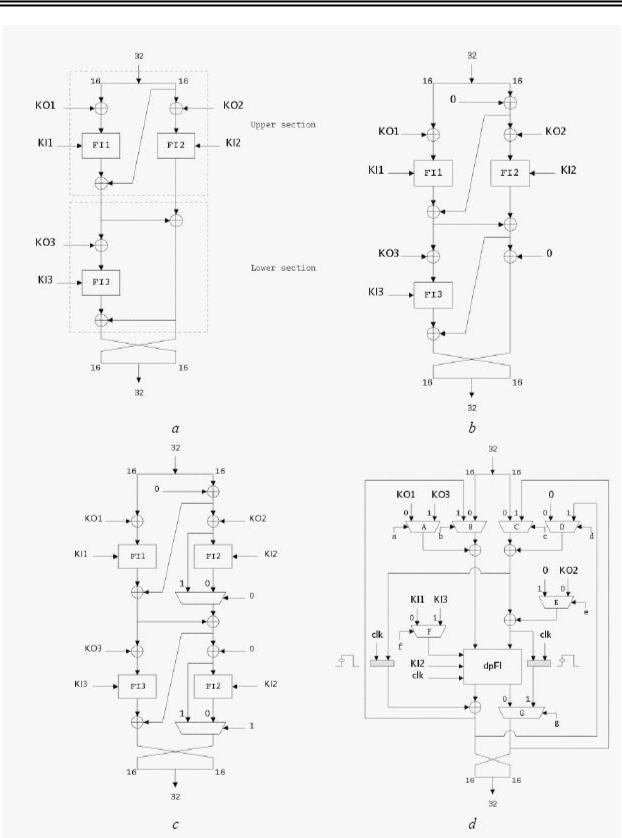 32
16 16
KO1 KO2
Upper section
KI1 FI1 FI2 KI2
KO3
Lower section
KI3 FI3
16 16
32
a
32
16 16
0
KO1 KO2
KI1 FI1 FI2 KI2
KO3 0
KI3 FI3
16 16
32
b
32
16 16
0
KO1 KO2
KI1 FI1 FI2 KI2
1 0
0
KO3 0
KI3 FI3 FI2 KI2
1 0
1
16 16
32
c
32
16 16
KO1 KO3 0
0 1 1 0 0 1 0 1
a A b B C c D d
0 KO2
1 0
E e
KI1 KI3
0 1
F
f
clk clk
KI2 dpFI
clk
0 1
G g
16 16
32
d